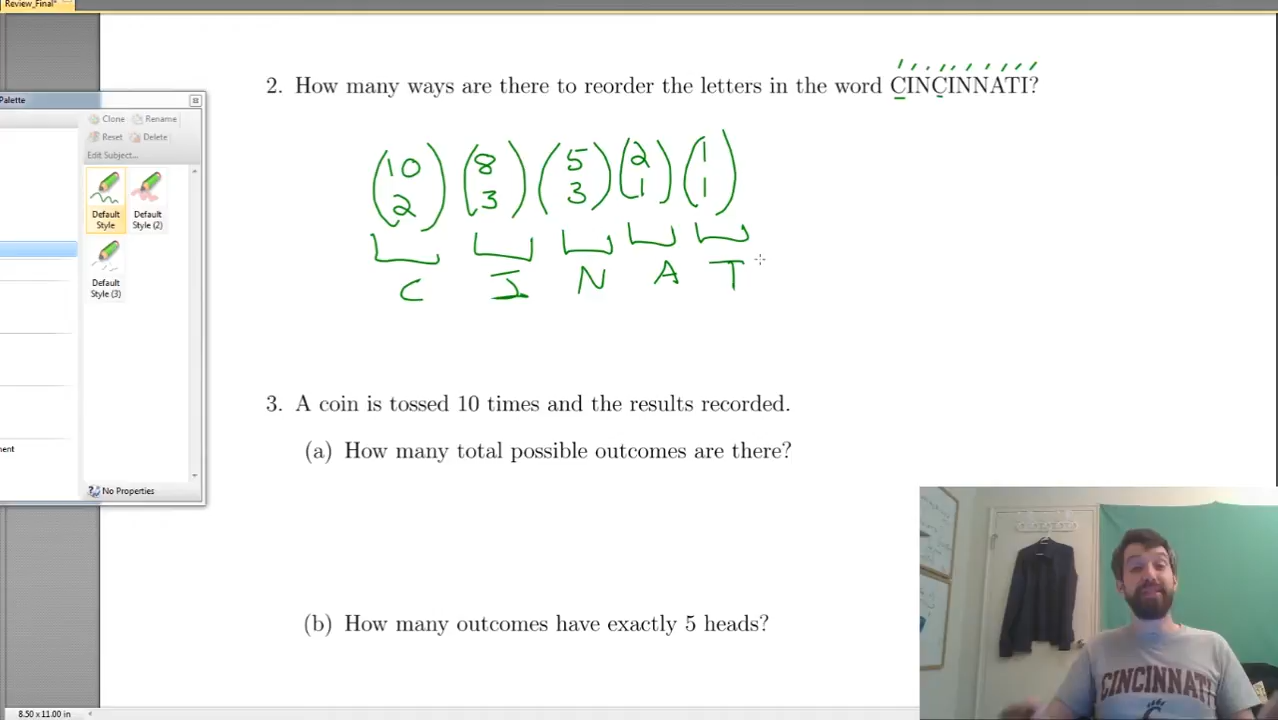 Review_Final*
2. How many ways are there to reorder the letters in the word CINCINNATI?
Palette
Clone Rename
Reset Delete
Edit Subject...
Default Style
Default Style (2)
Default Style (3)
No Properties
(10 2) (8 3) (5 3) (2 1) (1 1)
C I N A T
3. A coin is tossed 10 times and the results recorded.
(a) How many total possible outcomes are there?
(b) How many outcomes have exactly 5 heads?
CINCINNATI
C
8.50 x 11.00 in